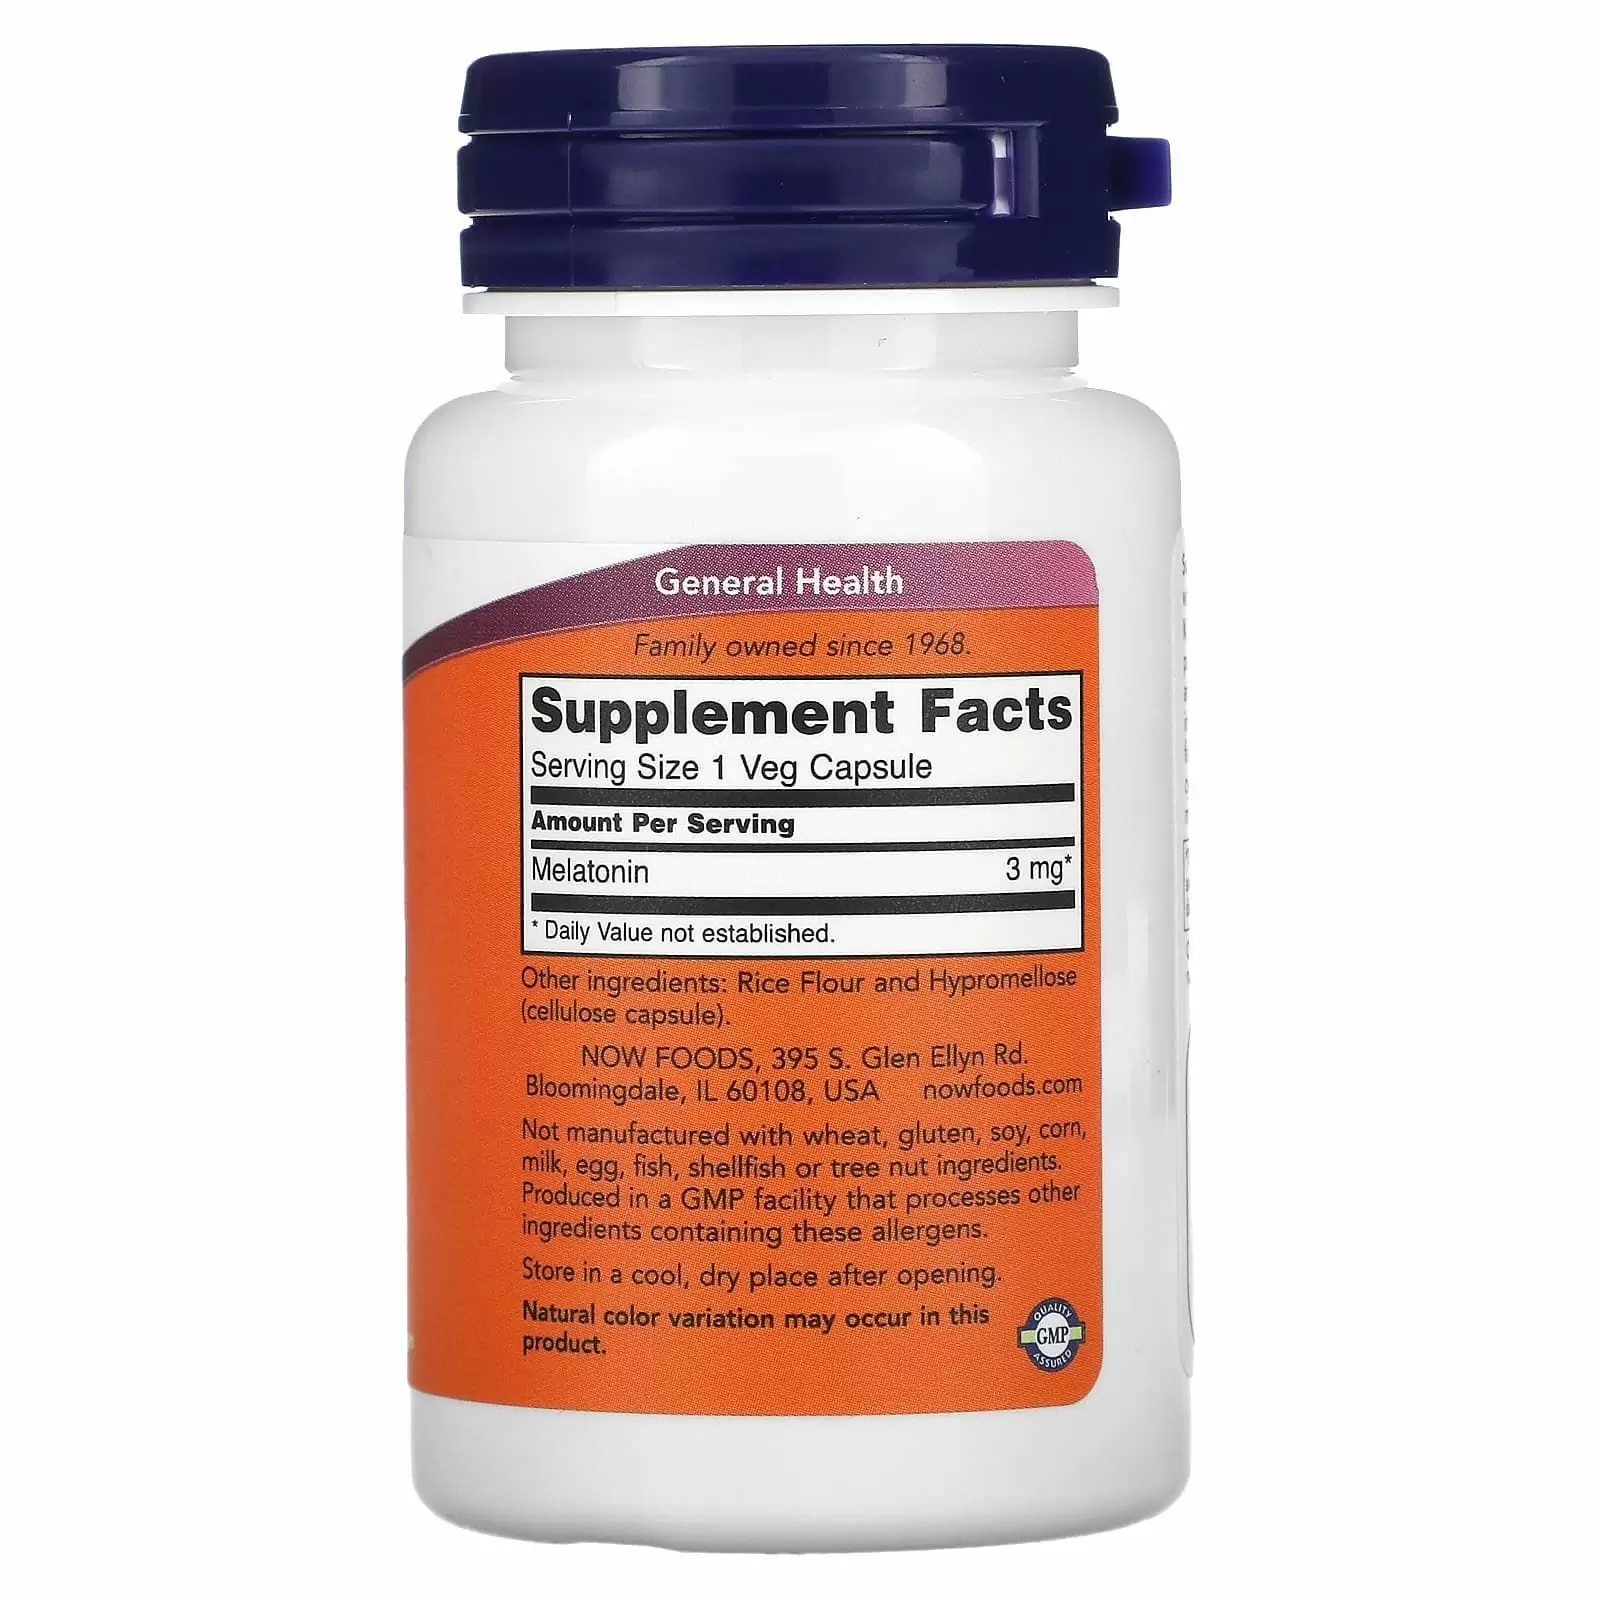 General Health
Family owned since 1968.
Supplement Facts
Serving Size 1 Veg Capsule
Amount Per Serving
Melatonin 3 mg*
* Daily Value not established.
Other ingredients: Rice Flour and Hypromellose
(cellulose capsule).
NOW FOODS, 395 S. Glen Ellyn Rd.
Bloomingdale, IL 60108, USA nowfoods.com
Not manufactured with wheat, gluten, soy, corn,
milk, egg, fish, shellfish or tree nut ingredients.
Produced in a GMP facility that processes other
ingredients containing these allergens.
Store in a cool, dry place after opening.
Natural color variation may occur in this
product.
QUALITY
GMP
ASSURED